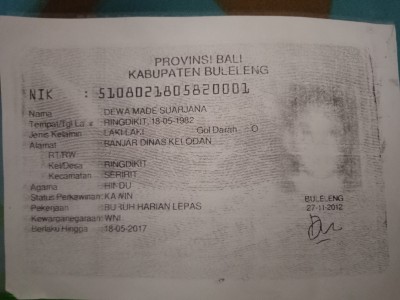 PROVINSI BALI
KABUPATEN BULELENG
NIK : 5108021805820001
Nama : DEWA MADE SUARJANA
Tempat/Tgl La : RINGDIKIT, 18-05-1982
Jenis Kelamin : LAKI-LAKI Gol Darah : O
Alamat : BANJAR DINAS KELODAN
RT/RW :
Kel/Desa : RINGDIKIT
Kecamatan : SERIRIT
Agama : HINDU
Status Perkawinan: KAWIN
Pekerjaan : BURUH HARIAN LEPAS
Kewarganegaraan: WNI
Berlaku Hingga : 18-05-2017
BULELENG
27-11-2012